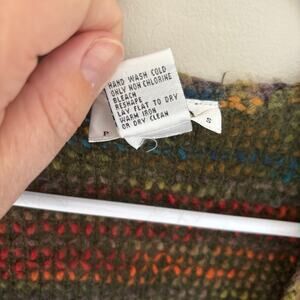 HAND WASH COLD
ONLY NON CHLORINE
BLEACH
RESHAPE
LAY FLAT TO DRY
WARM IRON
OR DRY CLEAN